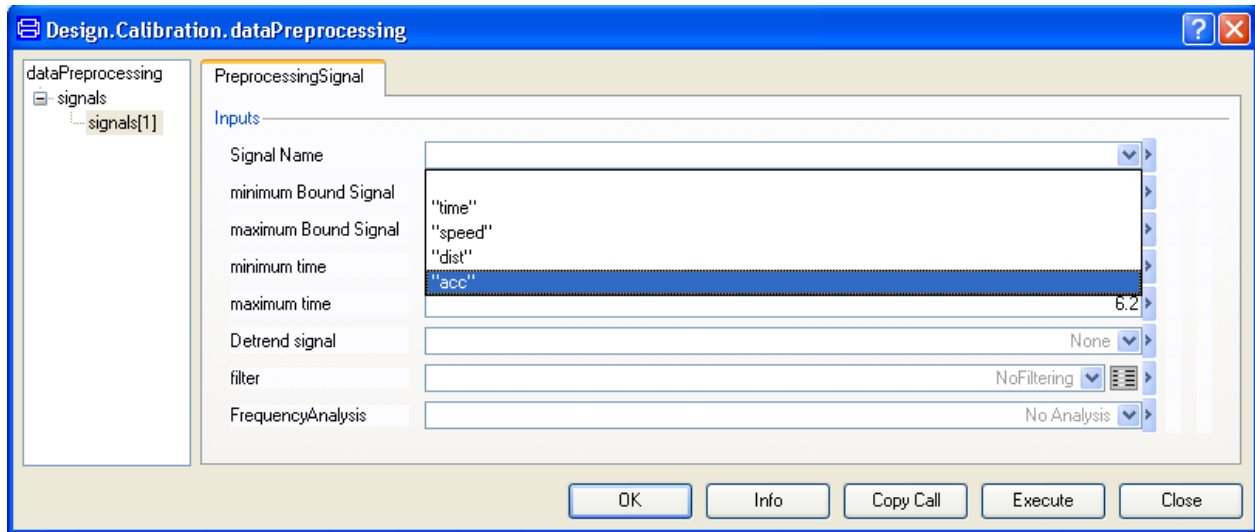 Design.Calibration.dataPreprocessing
dataPreprocessing
signals
signals[1]
PreprocessingSignal
Inputs
Signal Name
minimum Bound Signal
"time"
maximum Bound Signal
"speed"
"dist"
minimum time
"acc"
maximum time 6.2
Detrend signal None
filter NoFiltering
FrequencyAnalysis No Analysis
OK Info Copy Call Execute Close